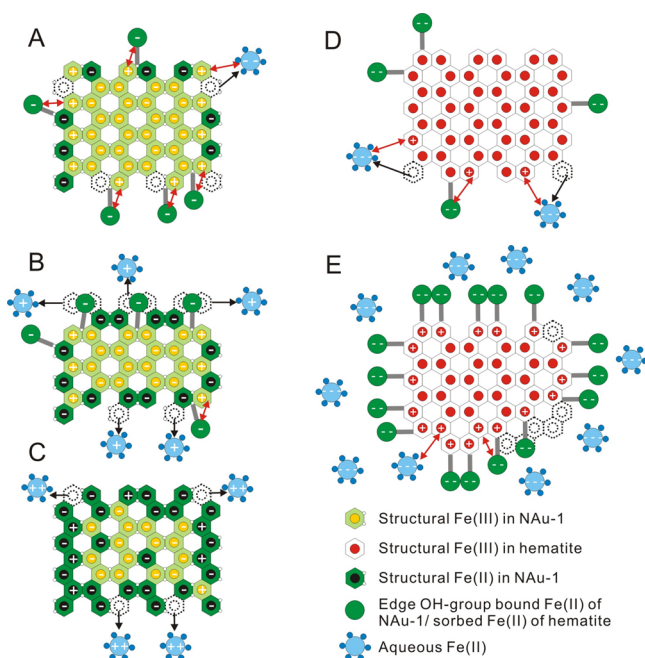 A
D
B
E
C
Structural Fe(III) in NAu-1
Structural Fe(III) in hematite
Structural Fe(II) in NAu-1
Edge OH-group bound Fe(II) of
NAu-1/ sorbed Fe(II) of hematite
Aqueous Fe(II)